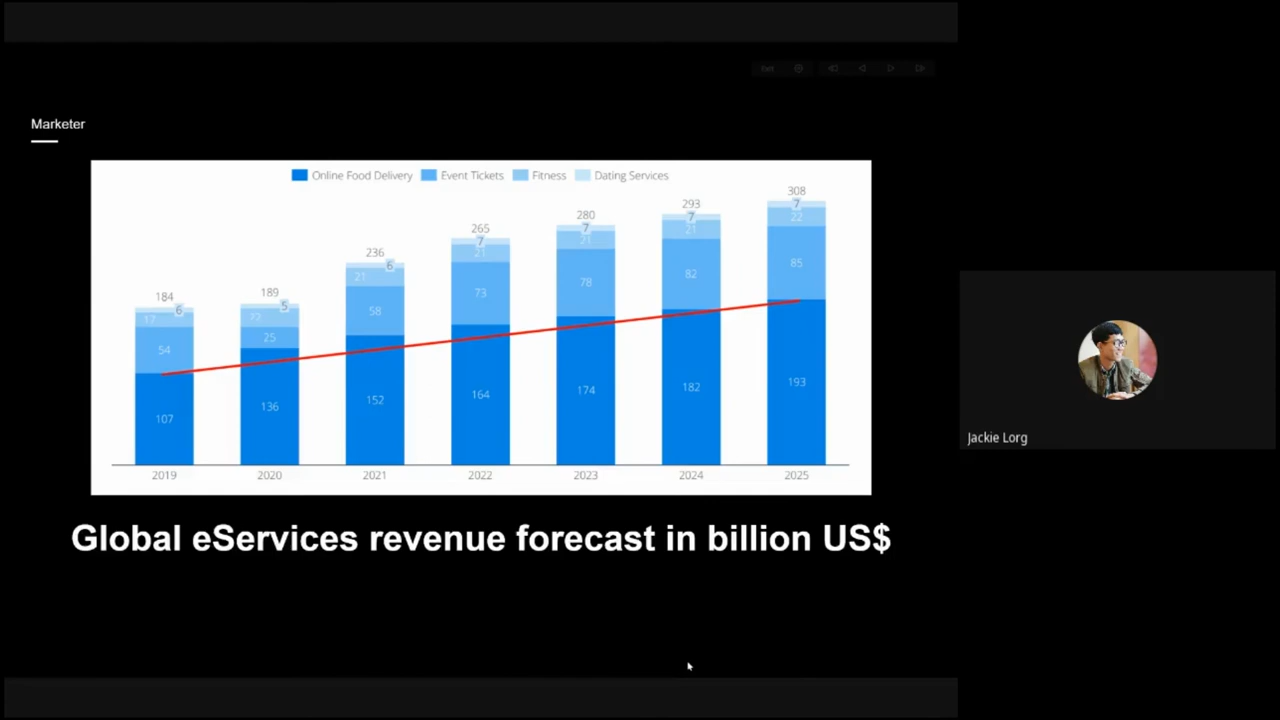 Marketer
Online Food Delivery Event Tickets Fitness Dating Services
184 189 236 265 280 293 308
6 5 6 7 7 7 7
17 21 21 21 21 22
54 25 58 73 78 82 85
107 136 152 164 174 182 193
2019 2020 2021 2022 2023 2024 2025
Global eServices revenue forecast in billion US$
Jackie Lorg